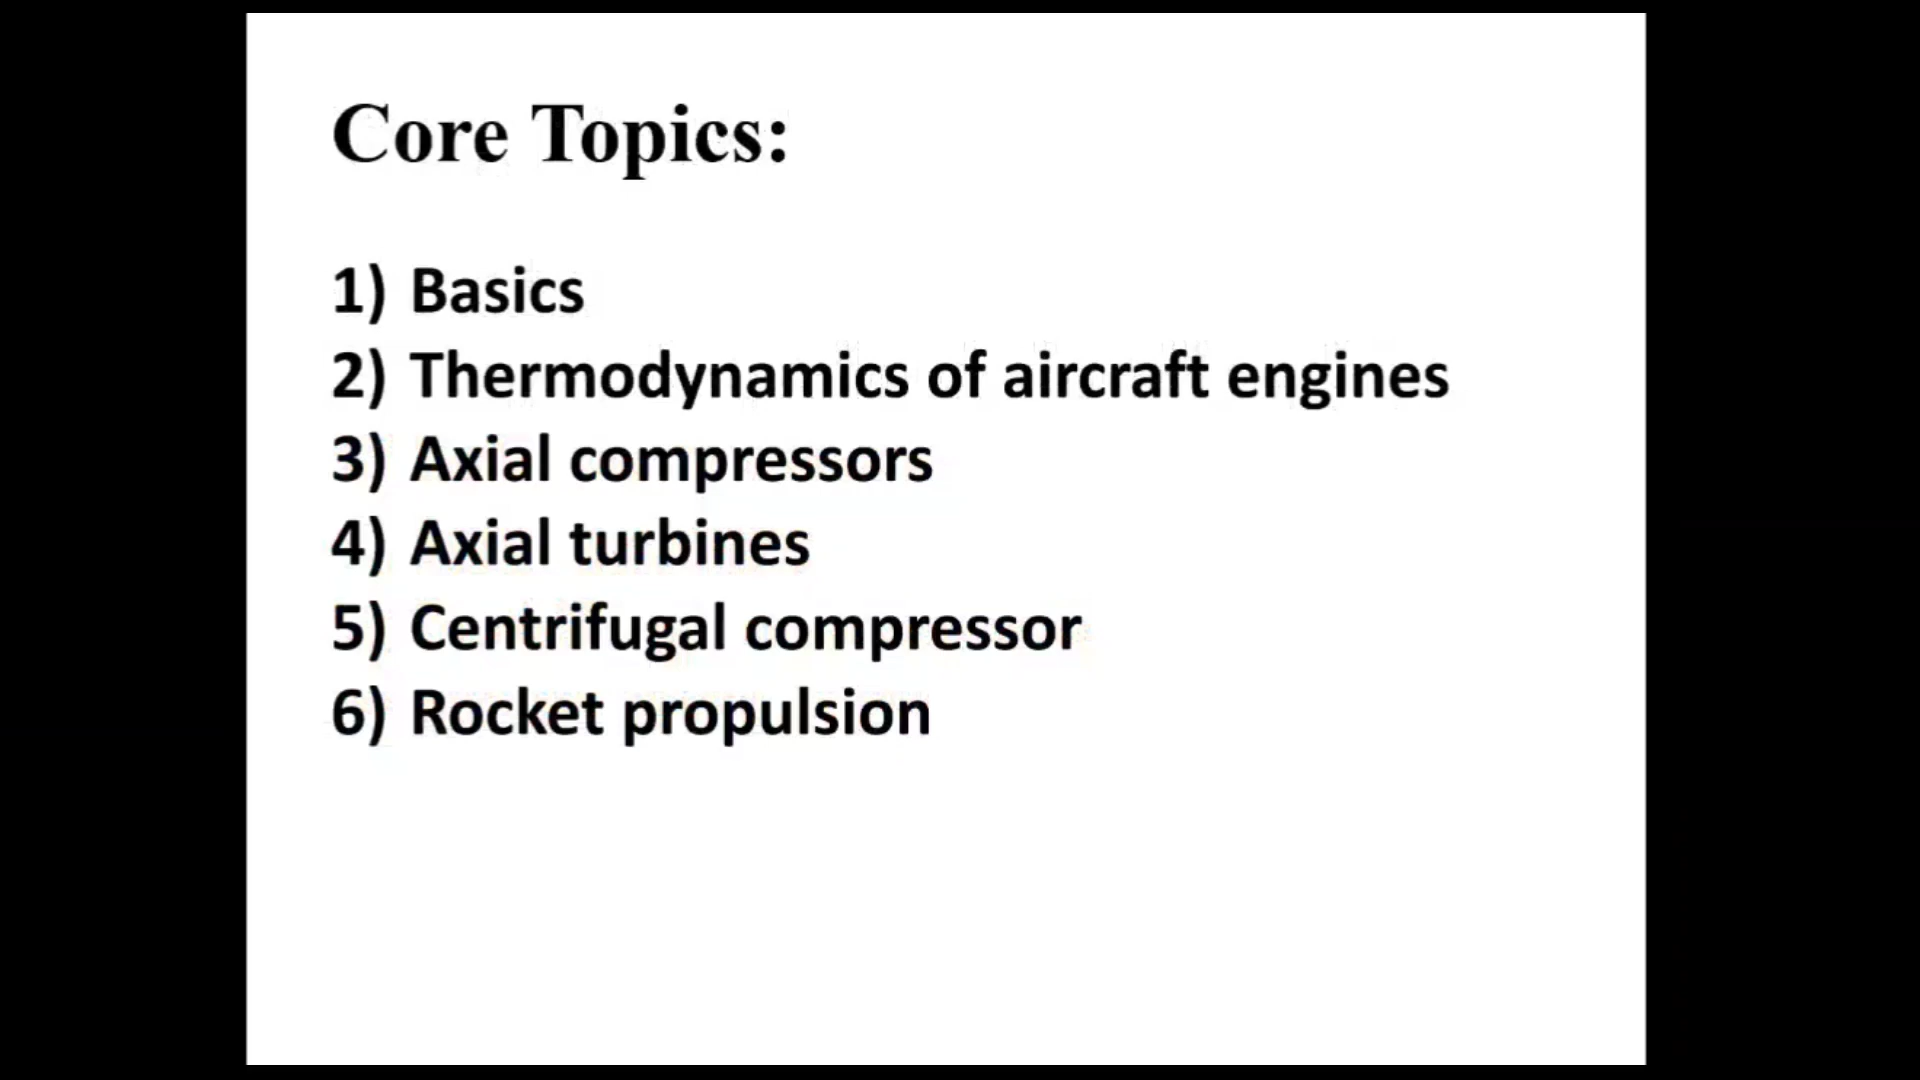 Core Topics:
1) Basics
2) Thermodynamics of aircraft engines
3) Axial compressors
4) Axial turbines
5) Centrifugal compressor
6) Rocket propulsion